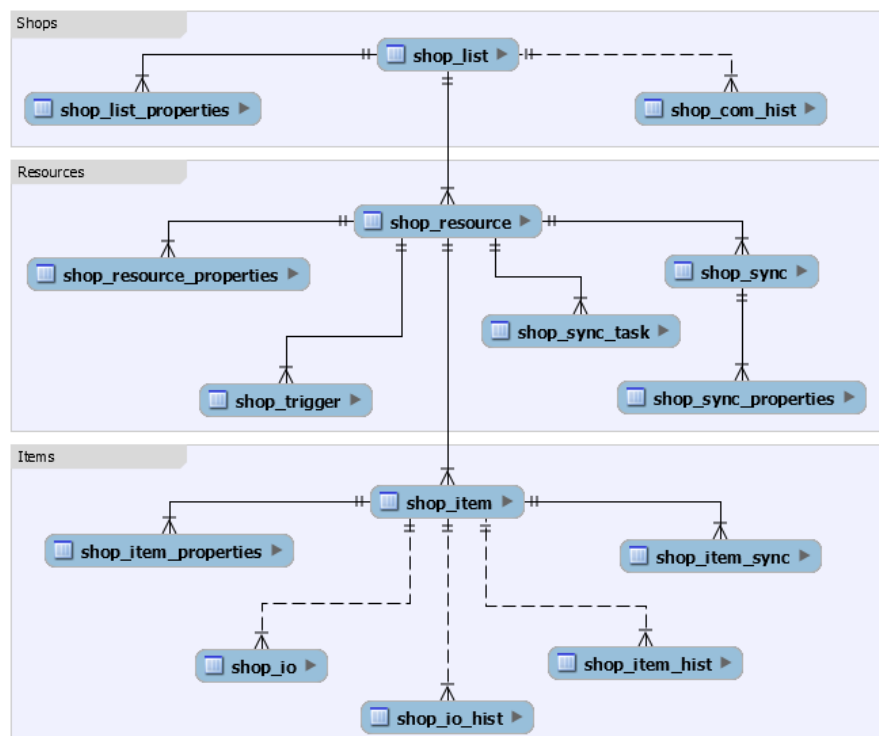 Shops
shop_list
shop_list_properties
shop_com_hist
Resources
shop_resource
shop_resource_properties
shop_sync
shop_sync_task
shop_trigger
shop_sync_properties
Items
shop_item
shop_item_properties
shop_item_sync
shop_io
shop_item_hist
shop_io_hist